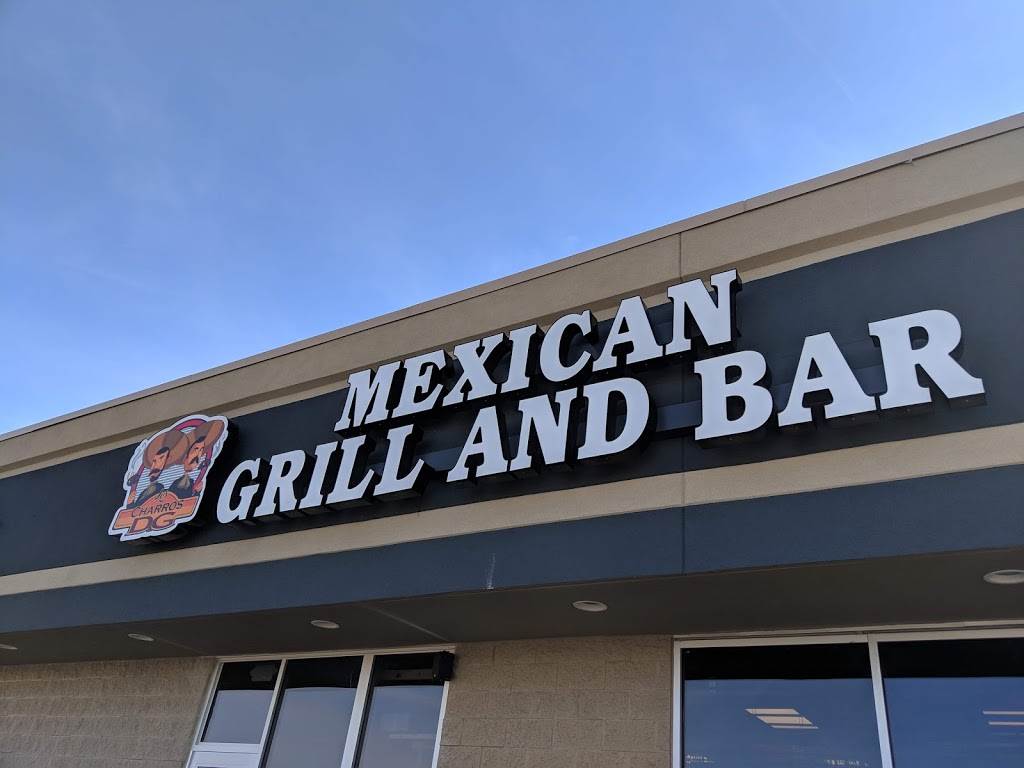 MEXICAN
GRILL AND BAR
CHARROS
DG